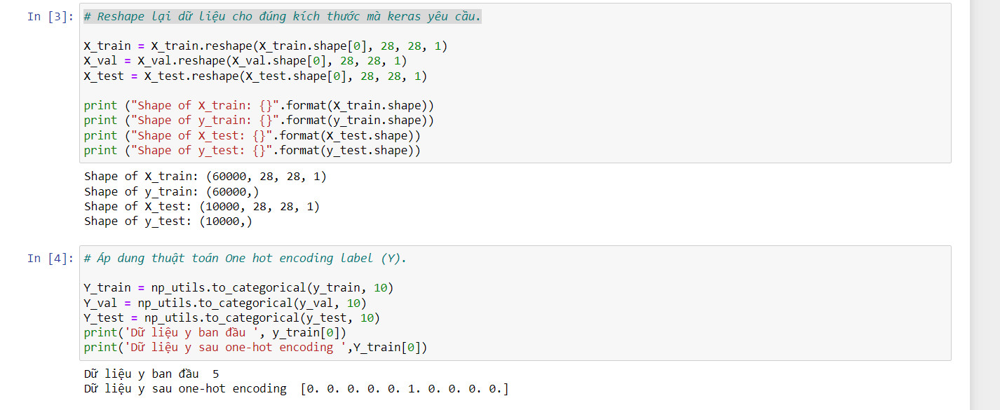 In [3]: # Reshape lại dữ liệu cho đúng kích thước mà keras yêu cầu.
X_train = X_train.reshape(X_train.shape[0], 28, 28, 1)
X_val = X_val.reshape(X_val.shape[0], 28, 28, 1)
X_test = X_test.reshape(X_test.shape[0], 28, 28, 1)
print ("Shape of X_train: {}".format(X_train.shape))
print ("Shape of y_train: {}".format(y_train.shape))
print ("Shape of X_test: {}".format(X_test.shape))
print ("Shape of y_test: {}".format(y_test.shape))
Shape of X_train: (60000, 28, 28, 1)
Shape of y_train: (60000,)
Shape of X_test: (10000, 28, 28, 1)
Shape of y_test: (10000,)
In [4]: # Áp dung thuật toán One hot encoding label (Y).
Y_train = np_utils.to_categorical(y_train, 10)
Y_val = np_utils.to_categorical(y_val, 10)
Y_test = np_utils.to_categorical(y_test, 10)
print('Dữ liệu y ban đầu ', y_train[0])
print('Dữ liệu y sau one-hot encoding ',Y_train[0])
Dữ liệu y ban đầu  5
Dữ liệu y sau one-hot encoding  [0. 0. 0. 0. 0. 1. 0. 0. 0. 0.]